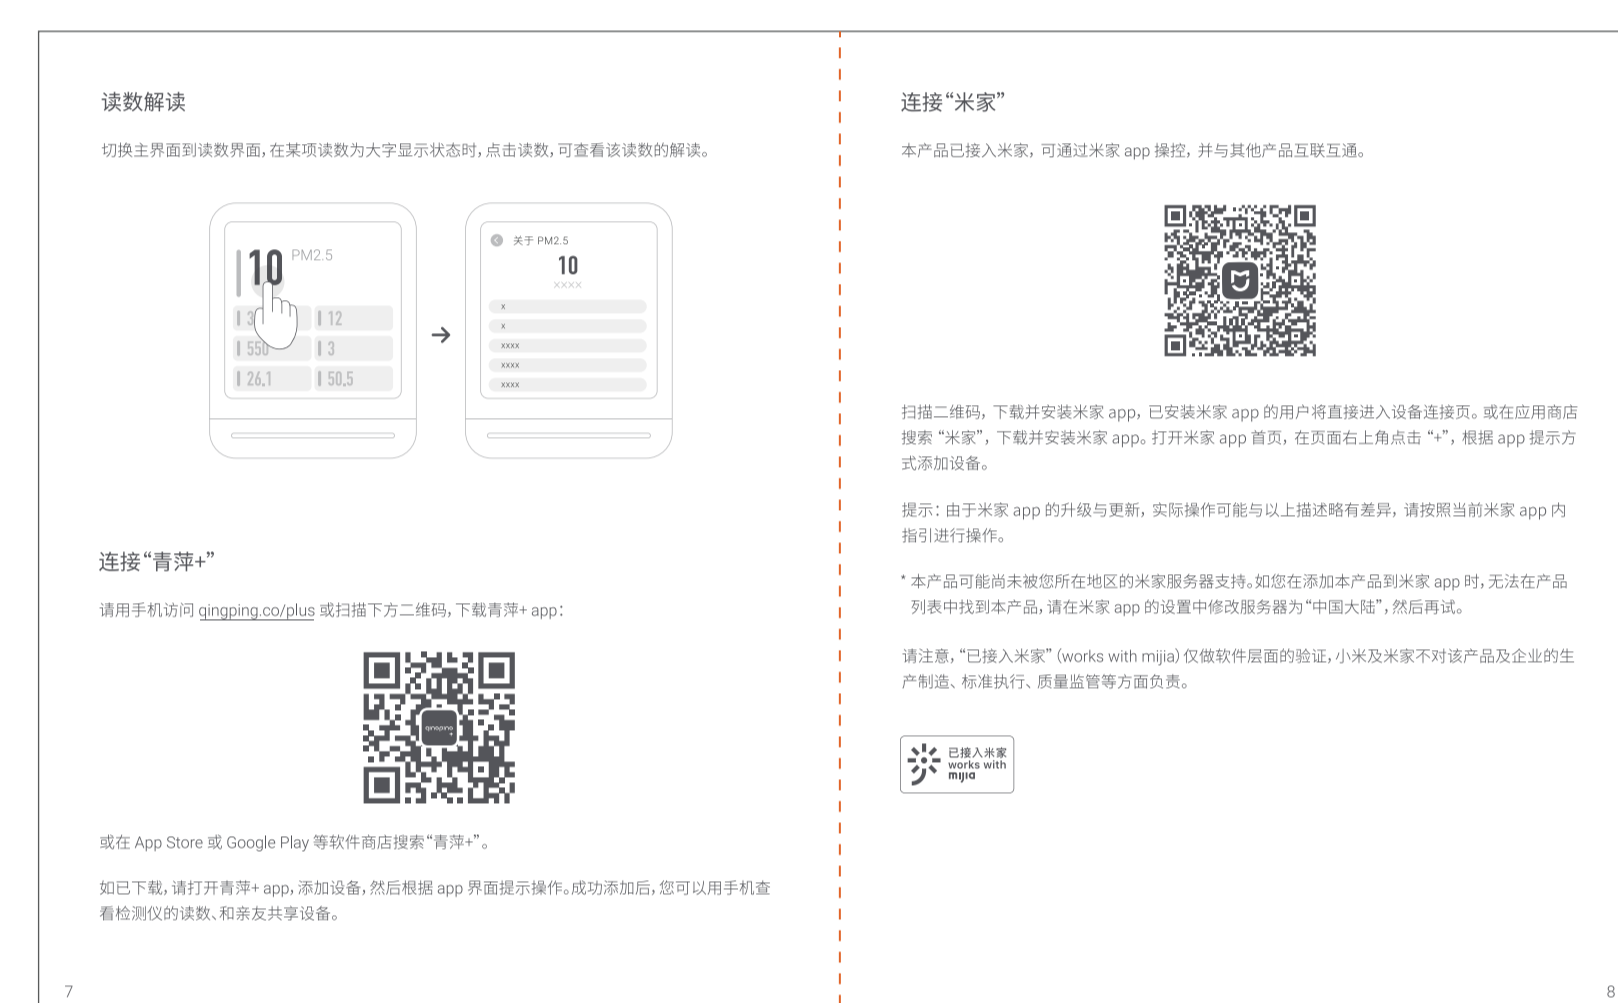 读数解读
切换主界面到读数界面,在某项读数为大字显示状态时,点击读数,可查看该读数的解读。
10 PM2.5
3
12
550
3
26.1
50.5
关于 PM2.5
10
××××
x
x
xxxx
xxxx
xxxx
连接“青萍+”
请用手机访问 qingping.co/plus 或扫描下方二维码,下载青萍+ app:
qingping+
或在 App Store 或 Google Play 等软件商店搜索“青萍+”。
如已下载,请打开青萍+ app,添加设备,然后根据 app 界面提示操作。成功添加后,您可以用手机查
看检测仪的读数、和亲友共享设备。
7
连接“米家”
本产品已接入米家, 可通过米家 app 操控, 并与其他产品互联互通。
扫描二维码, 下载并安装米家 app, 已安装米家 app 的用户将直接进入设备连接页。或在应用商店
搜索 “米家”, 下载并安装米家 app。打开米家 app 首页, 在页面右上角点击 “+”, 根据 app 提示方
式添加设备。
提示: 由于米家 app 的升级与更新, 实际操作可能与以上描述略有差异, 请按照当前米家 app 内
指引进行操作。
* 本产品可能尚未被您所在地区的米家服务器支持。如您在添加本产品到米家 app 时,无法在产品
列表中找到本产品,请在米家 app 的设置中修改服务器为“中国大陆”,然后再试。
请注意,“已接入米家” (works with mijia) 仅做软件层面的验证,小米及米家不对该产品及企业的生
产制造、标准执行、质量监管等方面负责。
已接入米家
works with
mijia
8